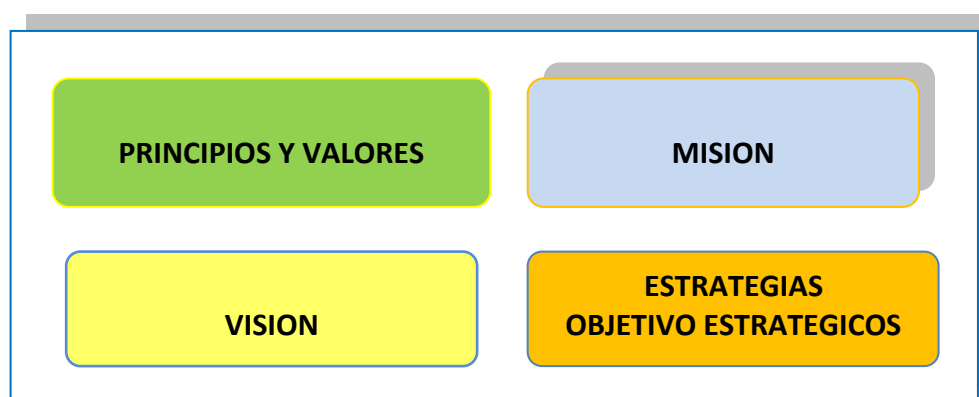 PRINCIPIOS Y VALORES
MISION
VISION
ESTRATEGIAS
OBJETIVO ESTRATEGICOS